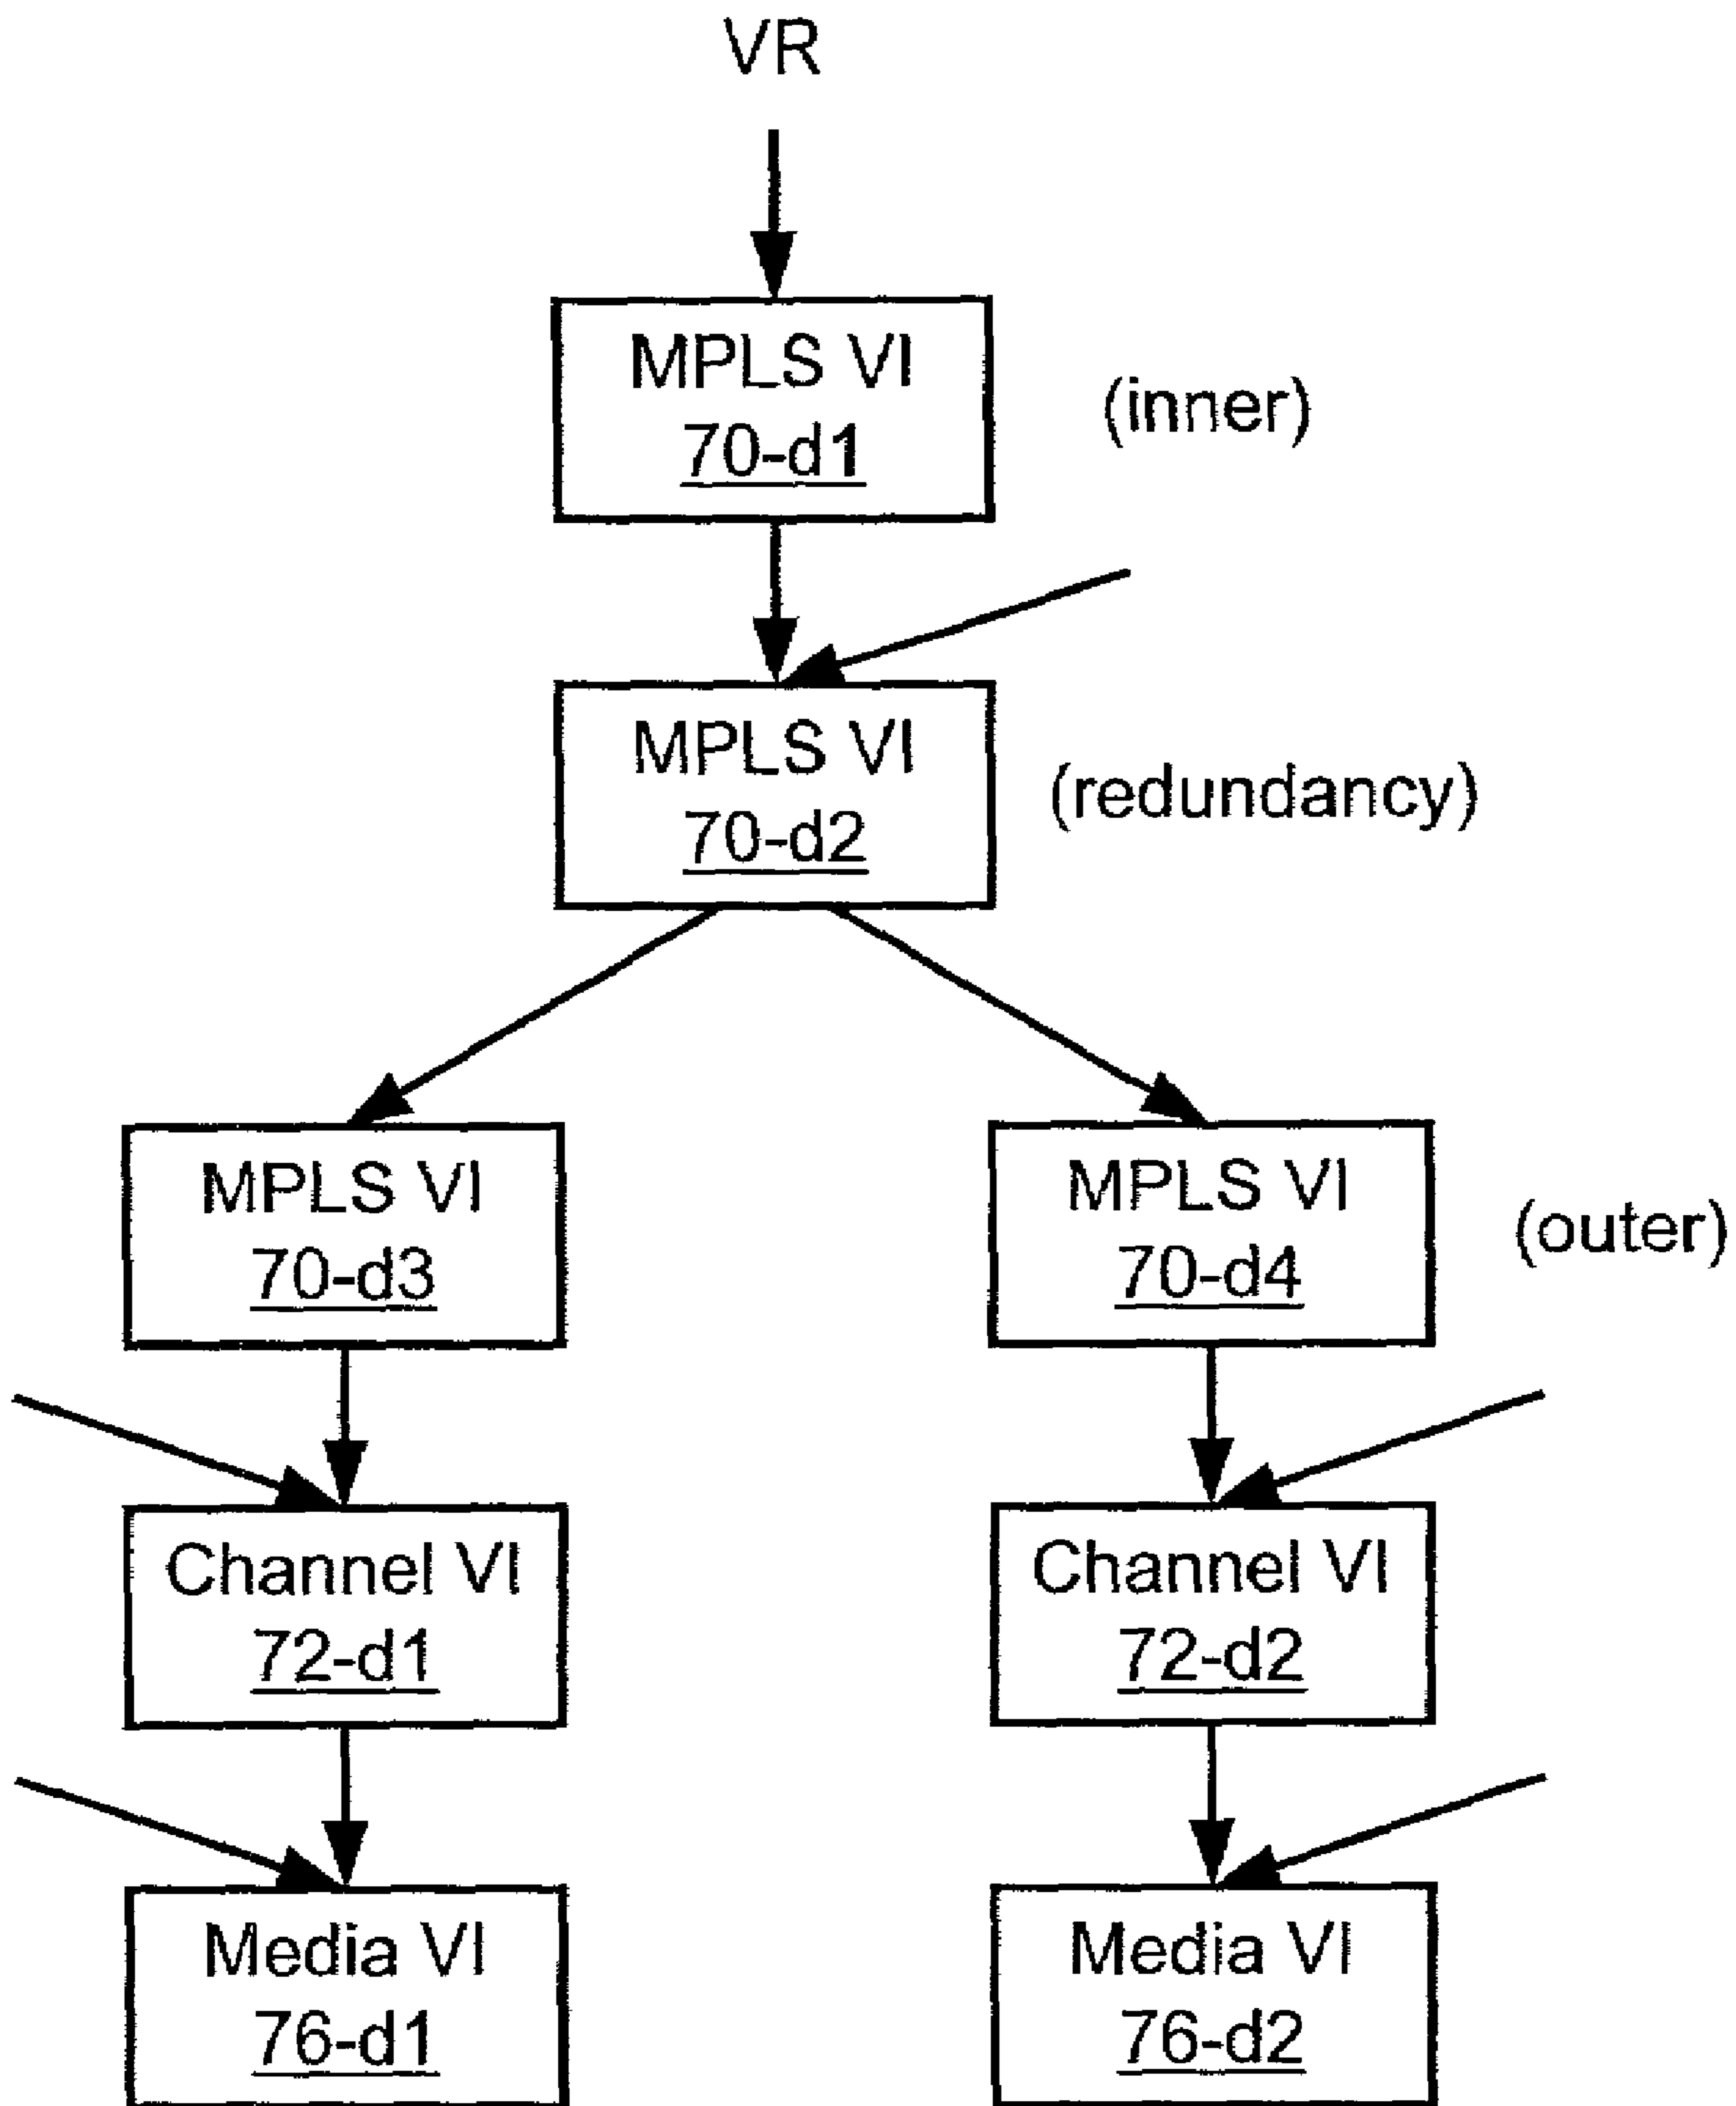 VR
MPLS VI
70-d1
(inner)
MPLS VI
70-d2
(redundancy)
MPLS VI
70-d3
MPLS VI
70-d4
(outer)
Channel VI
72-d1
Channel VI
72-d2
Media VI
76-d1
Media VI
76-d2